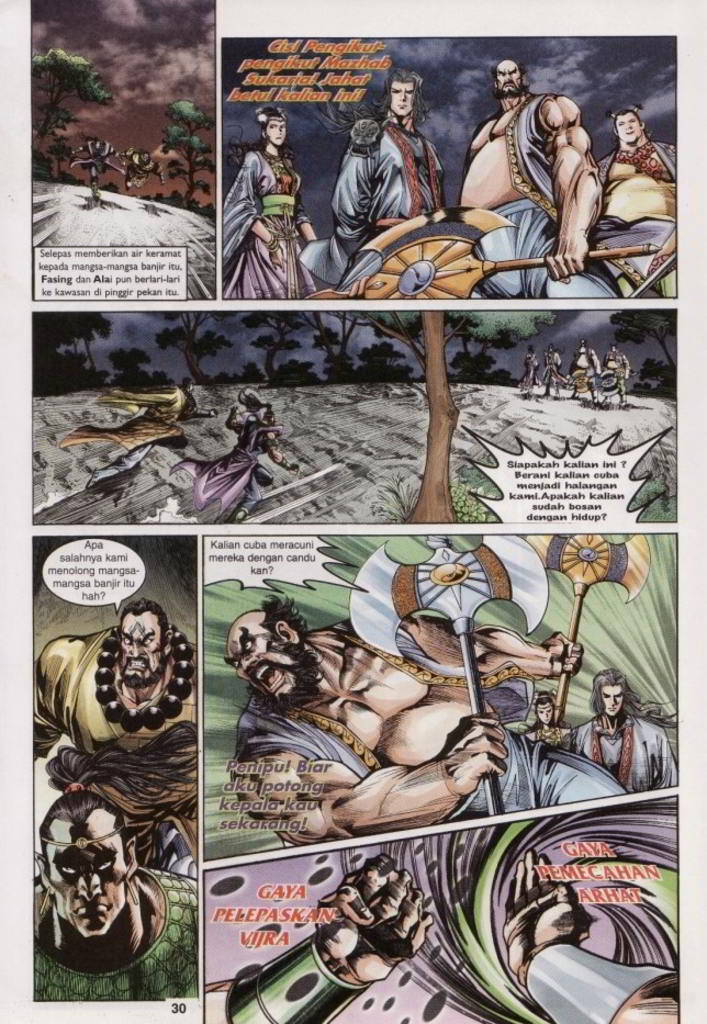 Selepas memberikan air keramat
kepada mangsa-mangsa banjir itu,
Fasing dan Alai pun berlari-lari
ke kawasan di pinggir pekan itu.
Cisi Pengikut-
pengikut Mazhab
Sukaria! Jahat
betul kalian ini!
Siapakah kalian ini ?
Berani kalian cuba
menjadi halangan
kami.Apakah kalian
sudah bosan
dengan hidup?
Apa
salahnya kami
menolong mangsa-
mangsa banjir itu
hah?
Kalian cuba meracuni
mereka dengan candu
kan?
Penipu! Biar
aku potong
kepala kau
sekarang!
GAYA
PELEPASKAN
VIJRA
GAYA
PEMECAHAN
ARHAT
30